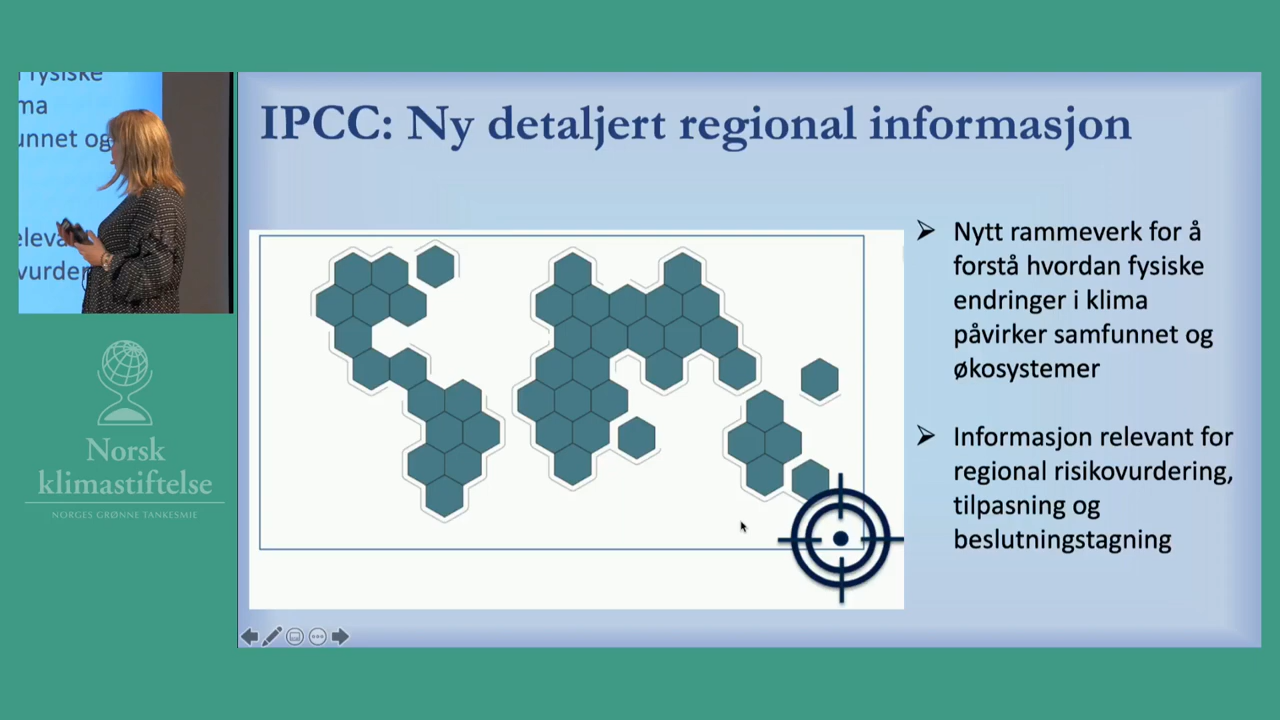 fysiske
ma
unnet og
eleva
vurder
IPCC: Ny detaljert regional informasjon
Nytt rammeverk for å
forstå hvordan fysiske
endringer i klima
påvirker samfunnet og
økosystemer
Informasjon relevant for
regional risikovurdering,
tilpasning og
beslutningstagning
Norsk
klimastiftelse
NORGES GRØNNE TANKESMIE